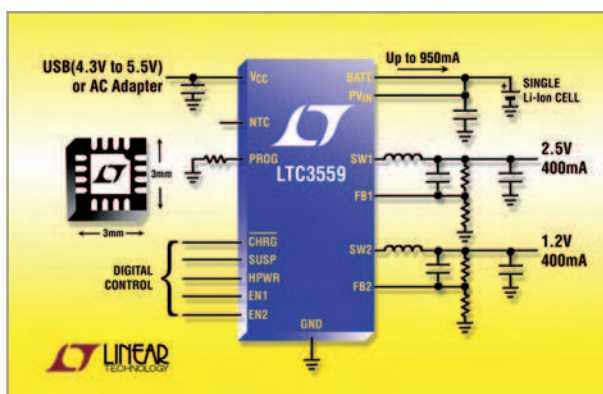 USB(4.3V to 5.5V)
or AC Adapter
Up to 950mA
SINGLE
Li-Ion CELL
VCC
BATT
PVIN
NTC
PROG
LTC3559
SW1
2.5V
400mA
3mm
3mm
FB1
CHRG
SUSP
HPWR
EN1
EN2
DIGITAL
CONTROL
SW2
1.2V
400mA
FB2
GND
LINEAR
TECHNOLOGY